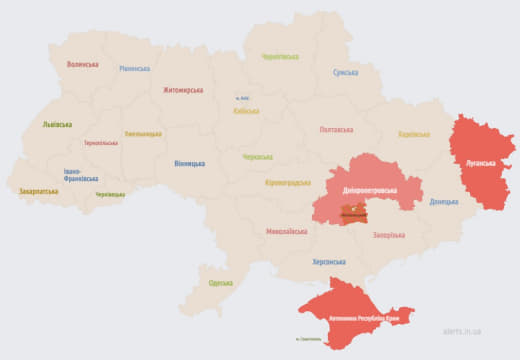 Чернігівська
Волинська
Рівненська
Сумська
Житомирська
м. Київ
Київська
Львівська
Полтавська
Харківська
Хмельницька
Тернопільська
Черкаська
Луганська
Вінницька
Івано-
Франківська
Кіровоградська
Дніпропетровська
Закарпатська
Чернівецька
Донецька
Миколаївська
Запорізька
Херсонська
Одеська
Автономна Республіка Крим
alerts.in.ua
м. Севастополь